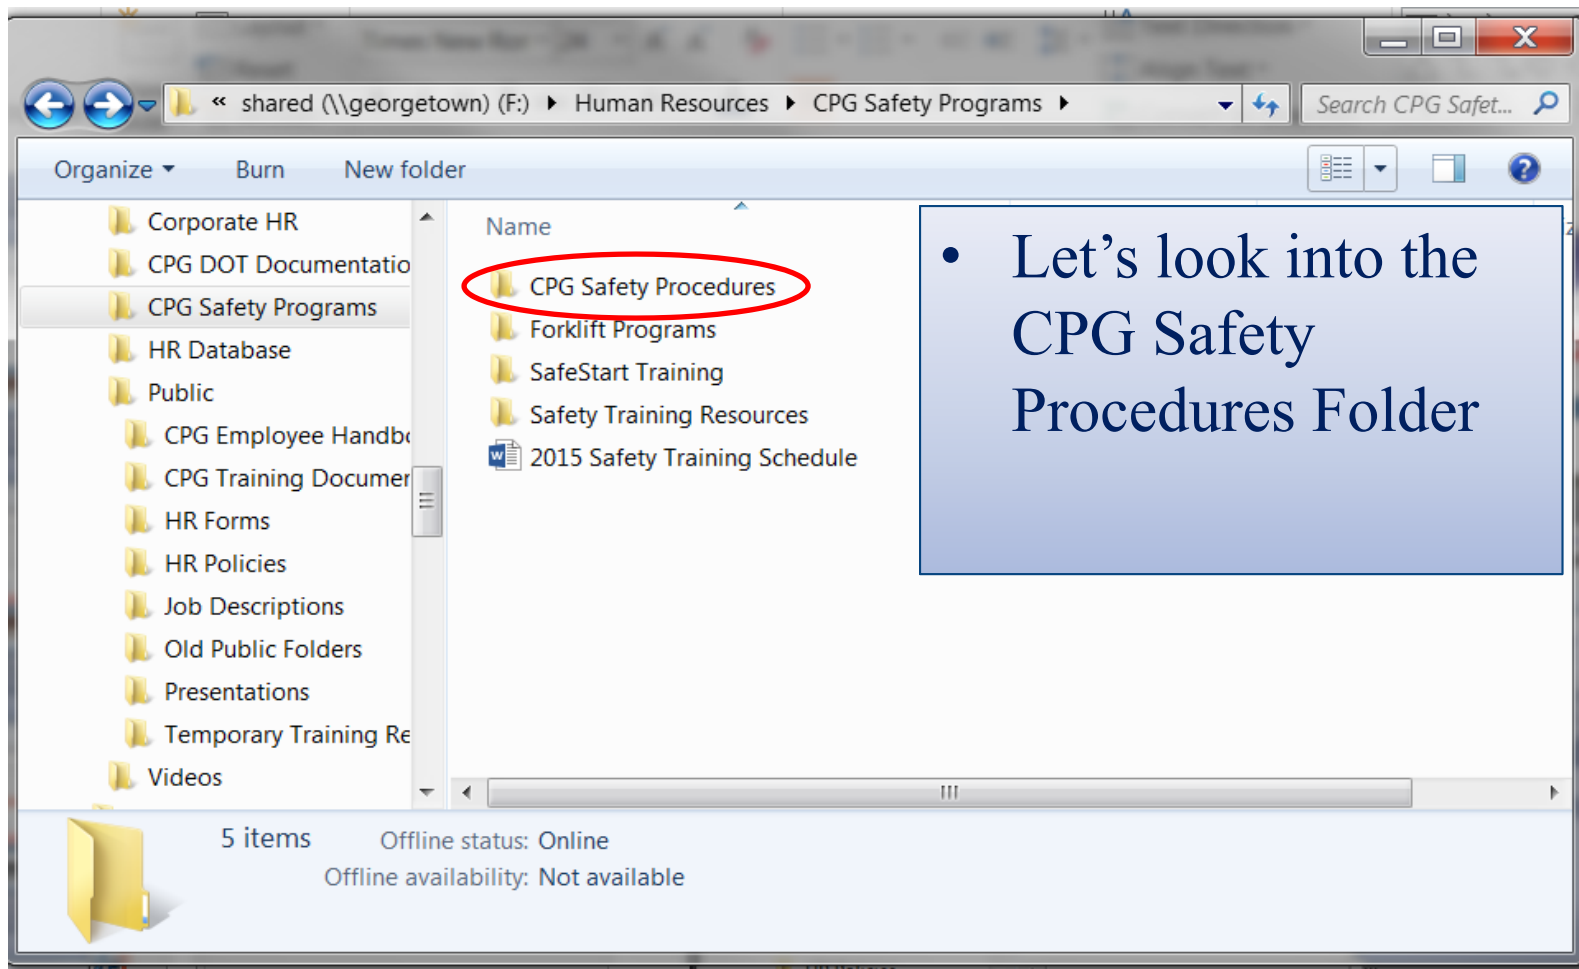 « shared (\\georgetown) (F:) Human Resources CPG Safety Programs
Search CPG Safet...
Organize Burn New folder
Corporate HR
CPG DOT Documentatio
CPG Safety Programs
HR Database
Public
CPG Employee Handb
CPG Training Documen
HR Forms
HR Policies
Job Descriptions
Old Public Folders
Presentations
Temporary Training Re
Videos
Name
CPG Safety Procedures
Forklift Programs
SafeStart Training
Safety Training Resources
2015 Safety Training Schedule
• Let’s look into the
CPG Safety
Procedures Folder
5 items Offline status: Online
Offline availability: Not available